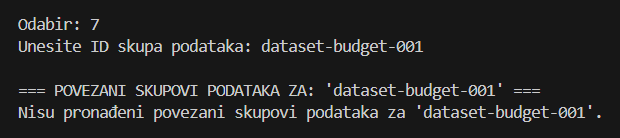 Odabir: 7
Unesite ID skupa podataka: dataset-budget-001
=== POVEZANI SKUPOVI PODATAKA ZA: 'dataset-budget-001' ===
Nisu pronađeni povezani skupovi podataka za 'dataset-budget-001'.